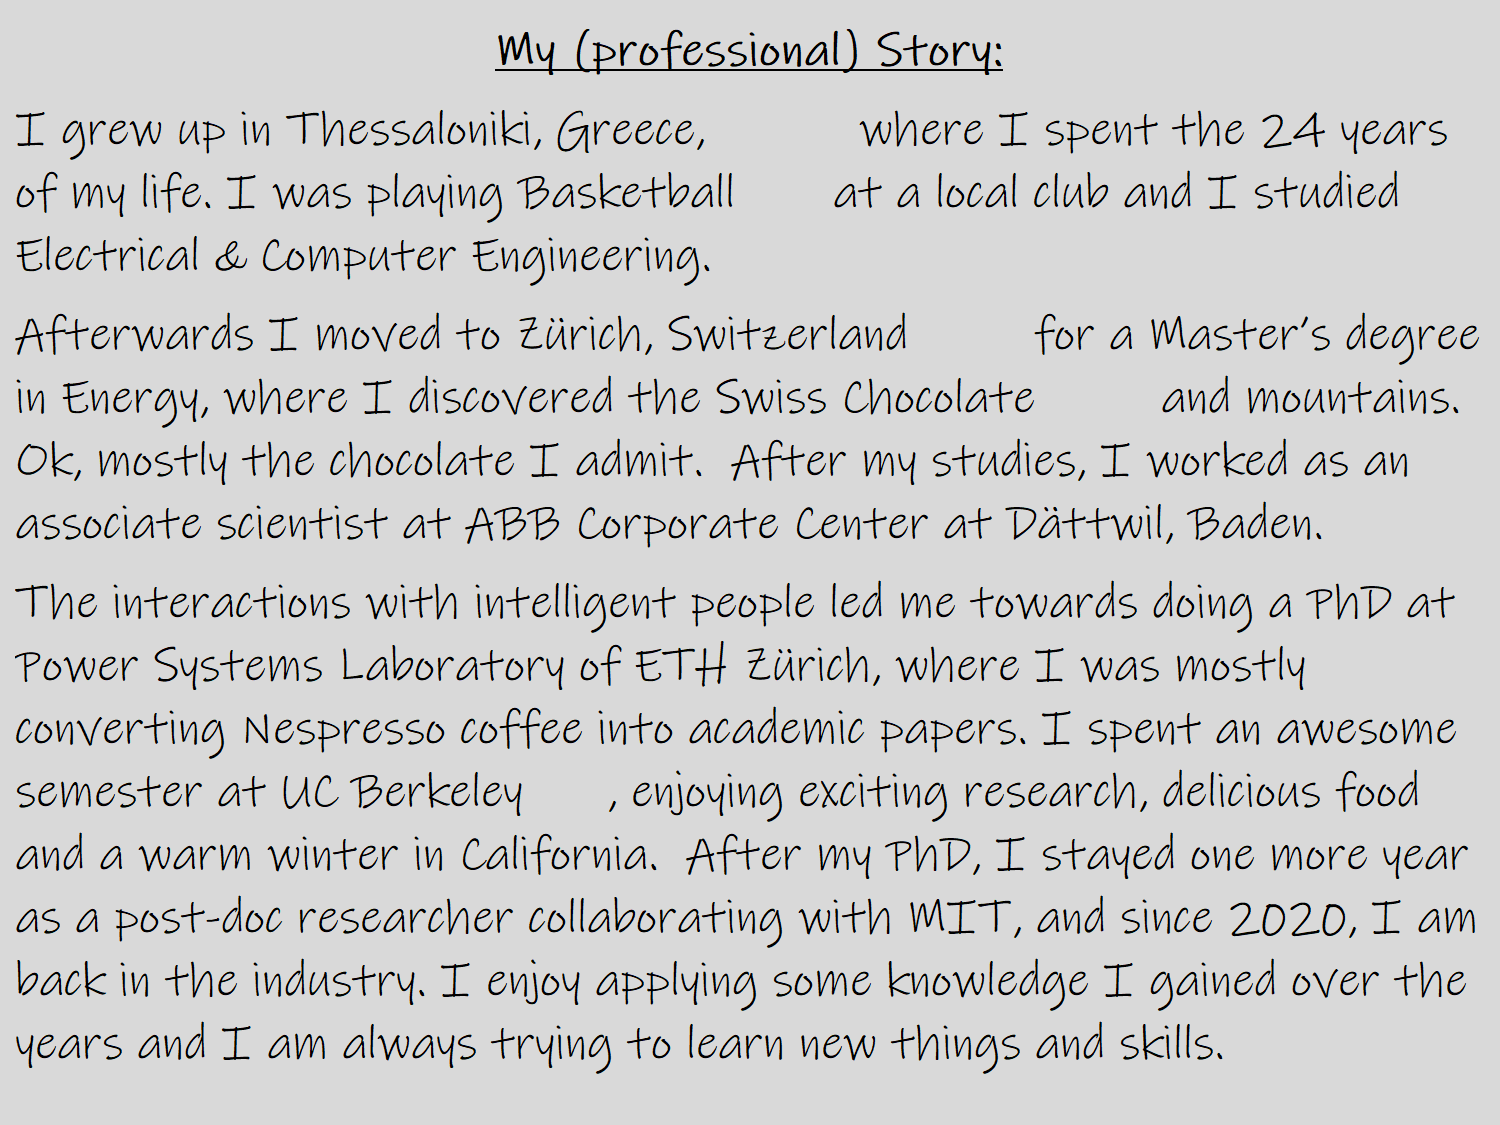 My (professional) Story:
I grew up in Thessaloniki, Greece, where I spent the 24 years
of my life. I was playing Basketball at a local club and I studied
Electrical & Computer Engineering.
Afterwards I moved to Zürich, Switzerland for a Master's degree
in Energy, where I discovered the Swiss Chocolate and mountains.
Ok, mostly the chocolate I admit. After my studies, I worked as an
associate scientist at ABB Corporate Center at Dättwil, Baden.
The interactions with intelligent people led me towards doing a PhD at
Power Systems Laboratory of ETH Zürich, where I was mostly
converting Nespresso coffee into academic papers. I spent an awesome
semester at UC Berkeley , enjoying exciting research, delicious food
and a warm winter in California. After my PhD, I stayed one more year
as a post-doc researcher collaborating with MIT, and since 2020, I am
back in the industry. I enjoy applying some knowledge I gained over the
years and I am always trying to learn new things and skills.